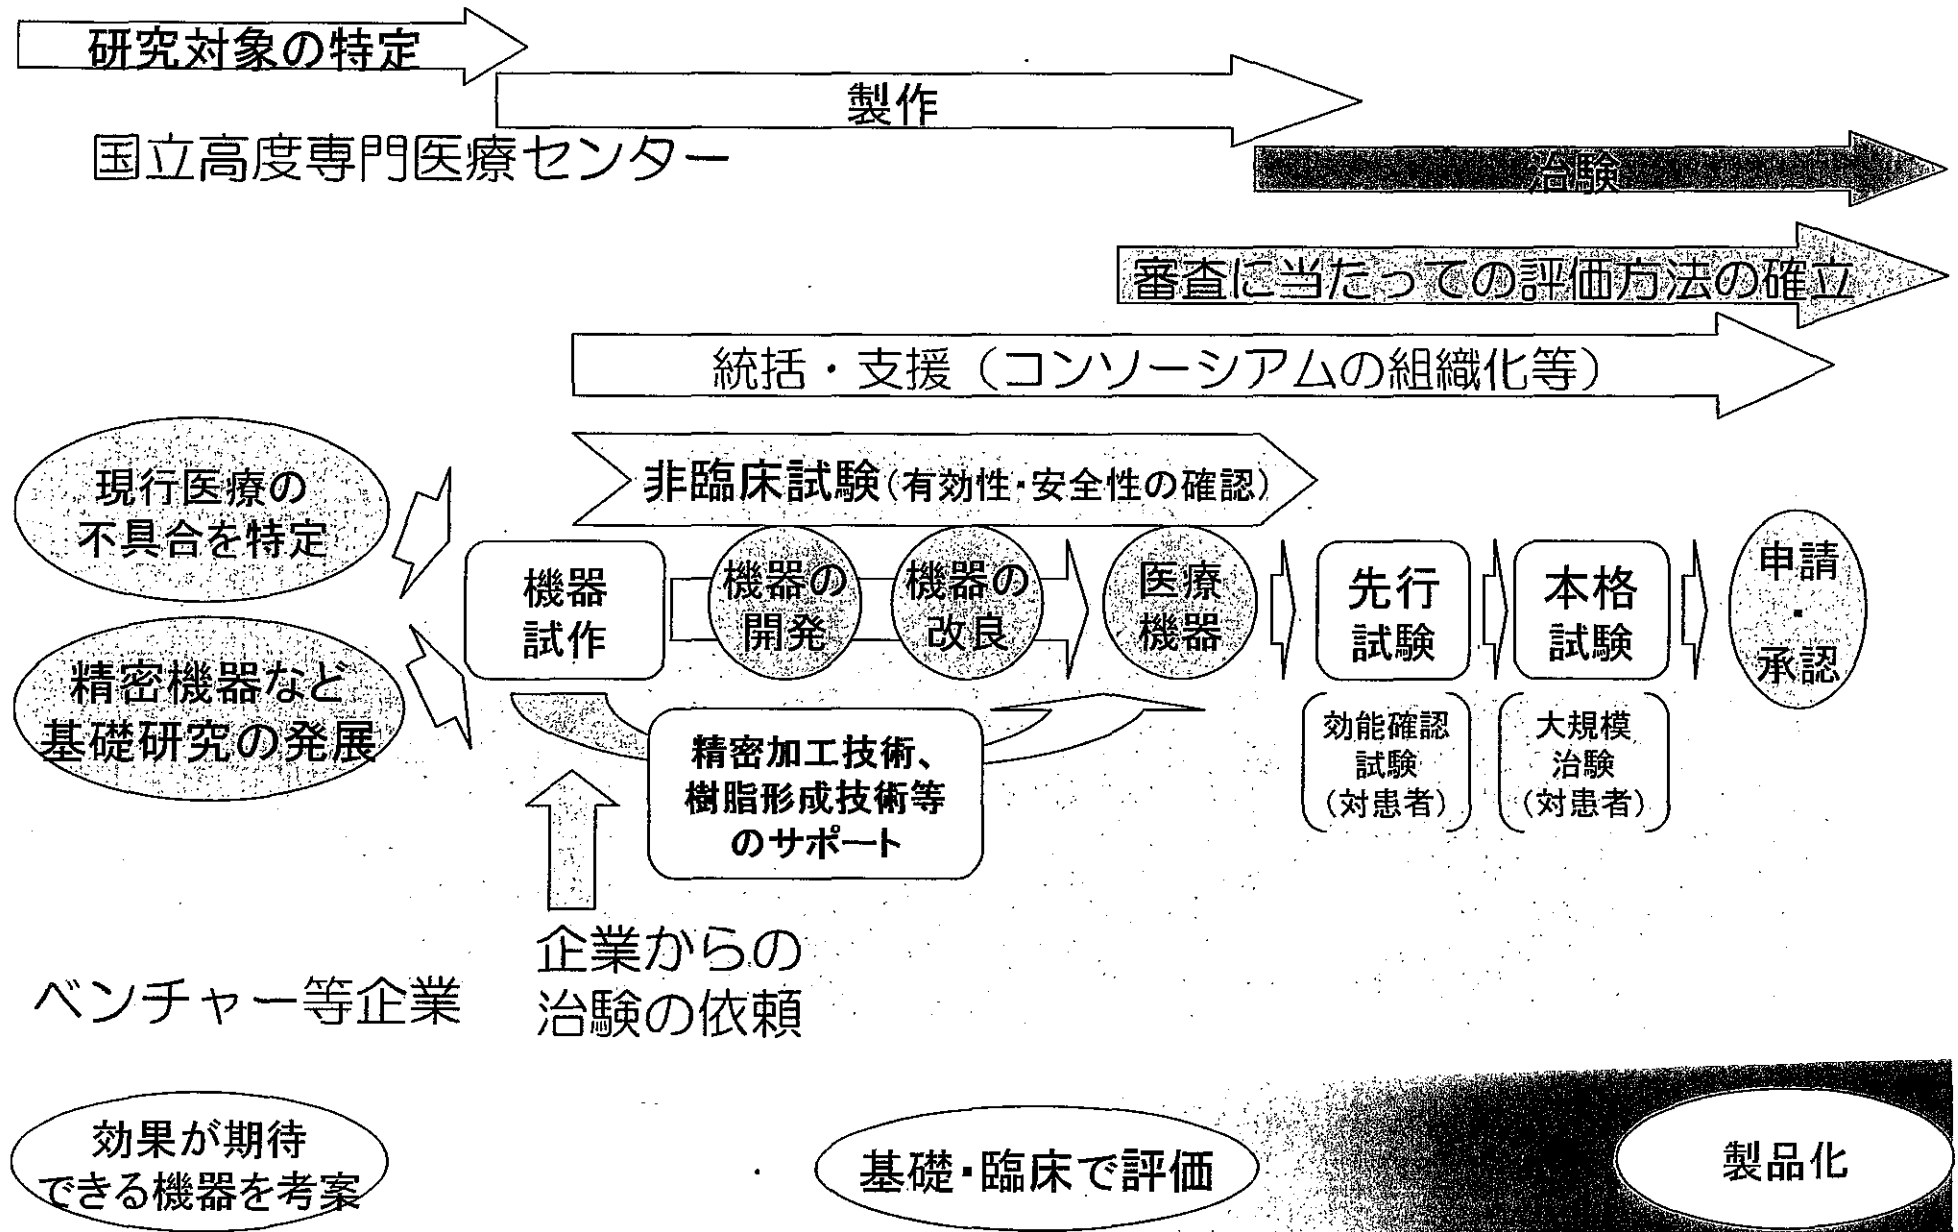 研究対象の特定
製作
国立高度専門医療センター
治験
審査に当たっての評価方法の確立
統括・支援（コンソーシアムの組織化等）
現行医療の
不具合を特定
非臨床試験(有効性・安全性の確認)
精密機器など
基礎研究の発展
機器
試作
機器の
開発
機器の
改良
医療
機器
先行
試験
本格
試験
申請
・
承認
効能確認
試験
(対患者)
大規模
治験
(対患者)
精密加工技術、
樹脂形成技術等
のサポート
企業からの
治験の依頼
ベンチャー等企業
効果が期待
できる機器を考案
基礎・臨床で評価
製品化